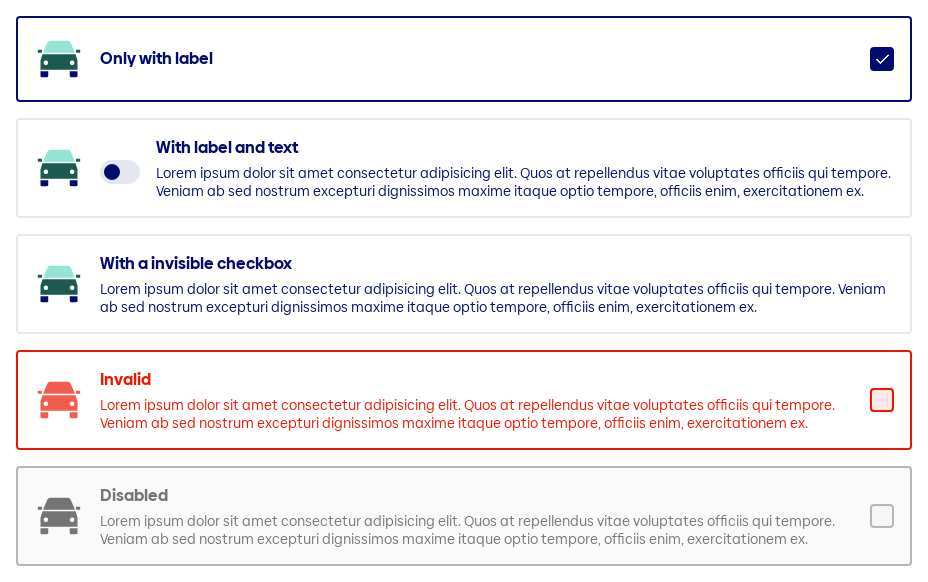 Only with label
With label and text
Lorem ipsum dolor sit amet consectetur adipisicing elit. Quos at repellendus vitae voluptates officiis qui tempore.
Veniam ab sed nostrum excepturi dignissimos maxime itaque optio tempore, officiis enim, exercitationem ex.
With a invisible checkbox
Lorem ipsum dolor sit amet consectetur adipisicing elit. Quos at repellendus vitae voluptates officiis qui tempore. Veniam
ab sed nostrum excepturi dignissimos maxime itaque optio tempore, officiis enim, exercitationem ex.
Invalid
Lorem ipsum dolor sit amet consectetur adipisicing elit. Quos at repellendus vitae voluptates officiis qui tempore.
Veniam ab sed nostrum excepturi dignissimos maxime itaque optio tempore, officiis enim, exercitationem ex.
Disabled
Lorem ipsum dolor sit amet consectetur adipisicing elit. Quos at repellendus vitae voluptates officiis qui tempore.
Veniam ab sed nostrum excepturi dignissimos maxime itaque optio tempore, officiis enim, exercitationem ex.